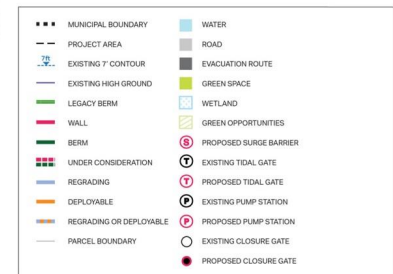 MUNICIPAL BOUNDARY
PROJECT AREA
7ft
EXISTING 7' CONTOUR
EXISTING HIGH GROUND
LEGACY BERM
WALL
BERM
UNDER CONSIDERATION
REGRADING
DEPLOYABLE
REGRADING OR DEPLOYABLE
PARCEL BOUNDARY
WATER
ROAD
EVACUATION ROUTE
GREEN SPACE
WETLAND
GREEN OPPORTUNITIES
S PROPOSED SURGE BARRIER
T EXISTING TIDAL GATE
T PROPOSED TIDAL GATE
P EXISTING PUMP STATION
P PROPOSED PUMP STATION
EXISTING CLOSURE GATE
PROPOSED CLOSURE GATE